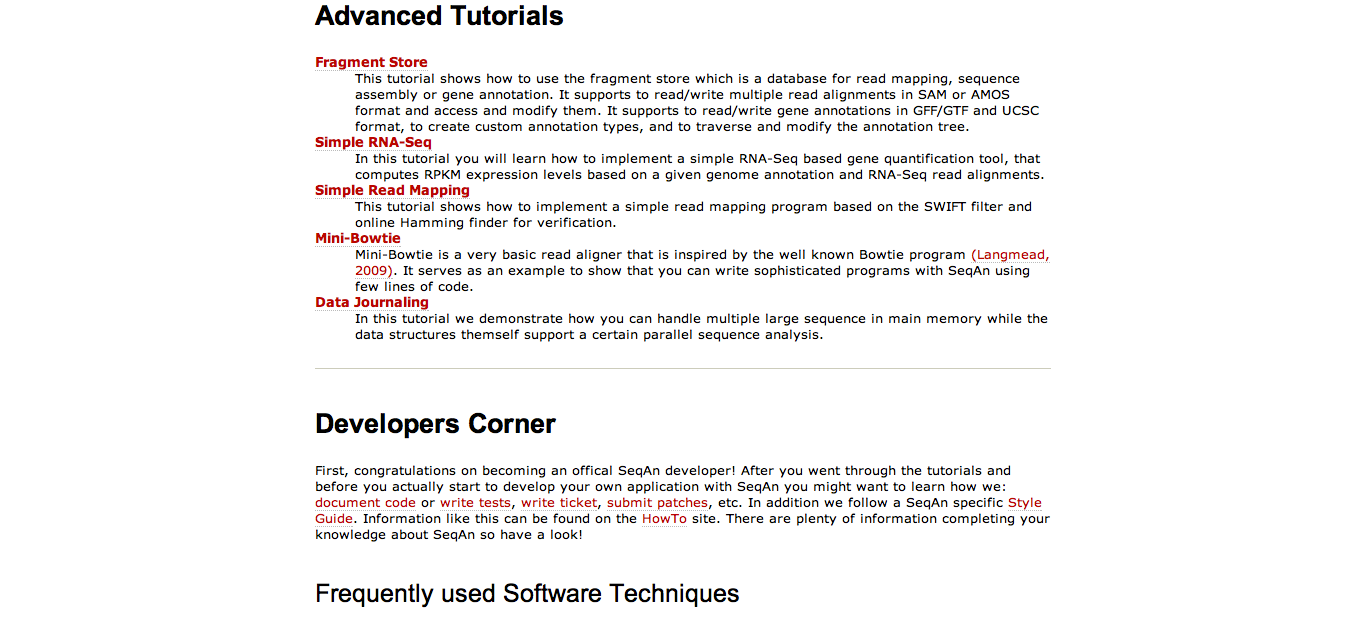 Advanced Tutorials
Fragment Store
This tutorial shows how to use the fragment store which is a database for read mapping, sequence
assembly or gene annotation. It supports to read/write multiple read alignments in SAM or AMOS
format and access and modify them. It supports to read/write gene annotations in GFF/GTF and UCSC
format, to create custom annotation types, and to traverse and modify the annotation tree.
Simple RNA-Seq
In this tutorial you will learn how to implement a simple RNA-Seq based gene quantification tool, that
computes RPKM expression levels based on a given genome annotation and RNA-Seq read alignments.
Simple Read Mapping
This tutorial shows how to implement a simple read mapping program based on the SWIFT filter and
online Hamming finder for verification.
Mini-Bowtie
Mini-Bowtie is a very basic read aligner that is inspired by the well known Bowtie program (Langmead,
2009). It serves as an example to show that you can write sophisticated programs with SeqAn using
few lines of code.
Data Journaling
In this tutorial we demonstrate how you can handle multiple large sequence in main memory while the
data structures themself support a certain parallel sequence analysis.
Developers Corner
First, congratulations on becoming an offical SeqAn developer! After you went through the tutorials and
before you actually start to develop your own application with SeqAn you might want to learn how we:
document code or write tests, write ticket, submit patches, etc. In addition we follow a SeqAn specific Style
Guide. Information like this can be found on the HowTo site. There are plenty of information completing your
knowledge about SeqAn so have a look!
Frequently used Software Techniques